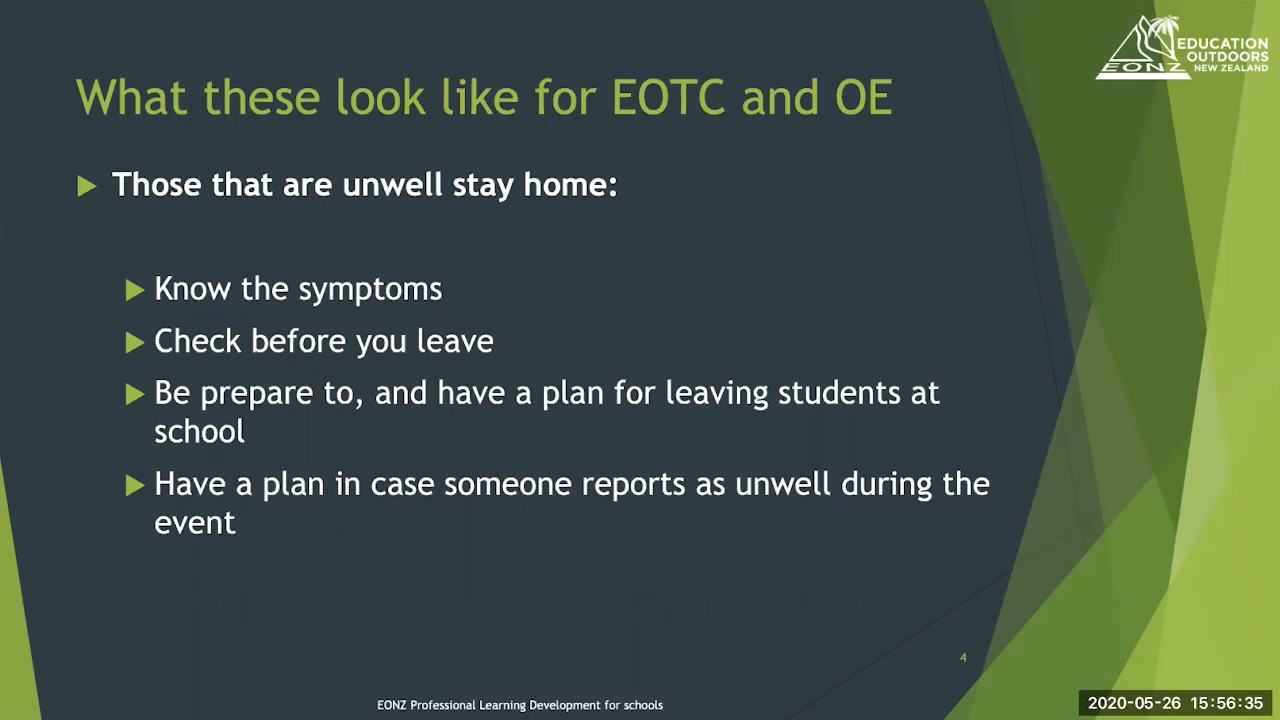 EDUCATION
OUTDOORS
EONZ NEW ZEALAND
What these look like for EOTC and OE
Those that are unwell stay home:
Know the symptoms
Check before you leave
Be prepare to, and have a plan for leaving students at
school
Have a plan in case someone reports as unwell during the
event
4
EONZ Professional Learning Development for schools
2020-05-26 15:56:35